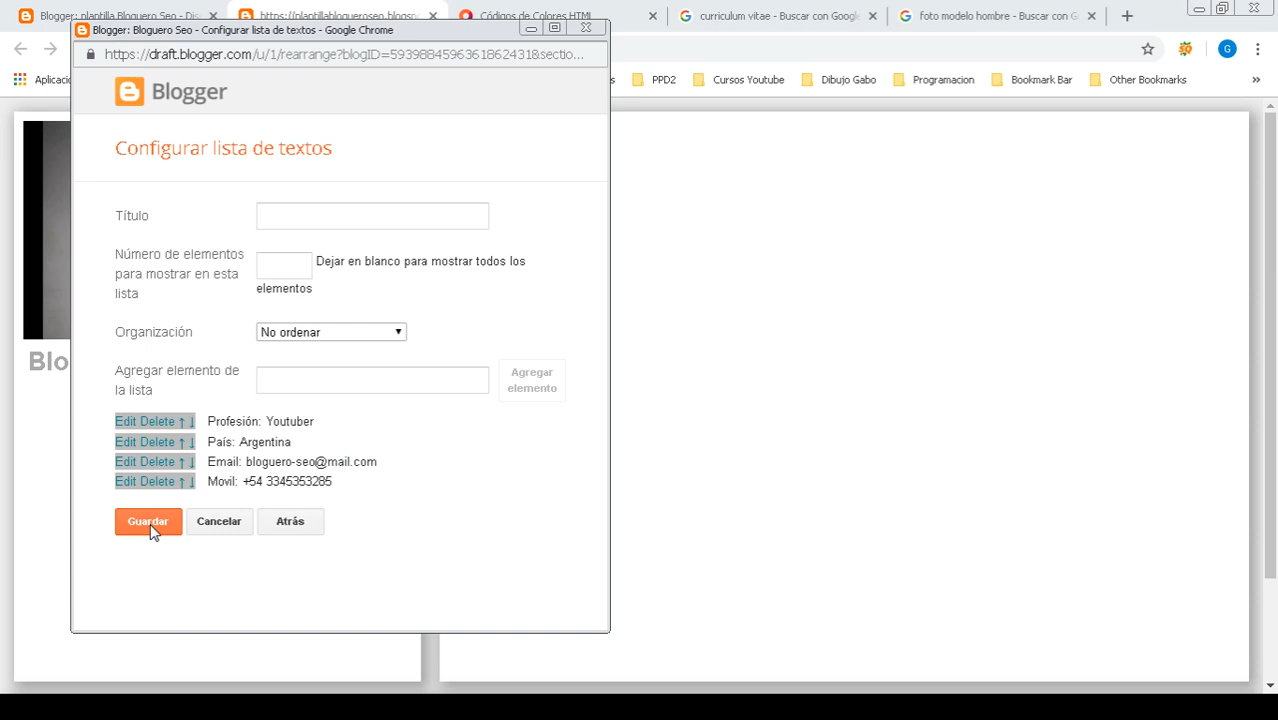 Blogger: plantilla Bloguero Seo - Dis
https://plantillablogueroseo.blogsp
Códigos de Colores HTML
curriculum vitae - Buscar con Google
foto modelo hombre - Buscar con G
Blogger: Bloguero Seo - Configurar lista de textos - Google Chrome
https://draft.blogger.com/u/1/rearrange?blogID=5939884596361862431&sectio...
Aplicacio
PPD2
Cursos Youtube
Dibujo Gabo
Programacion
Bookmark Bar
Other Bookmarks
»
G
Blogger
Configurar lista de textos
Título
Número de elementos
para mostrar en esta
lista
Dejar en blanco para mostrar todos los
elementos
Organización
No ordenar
Agregar elemento de
la lista
Agregar
elemento
Blo
Edit Delete ↑ ↓ Profesión: Youtuber
Edit Delete ↑ ↓ País: Argentina
Edit Delete ↑ ↓ Email: bloguero-seo@mail.com
Edit Delete ↑ ↓ Movil: +54 3345353285
Guardar
Cancelar
Atrás